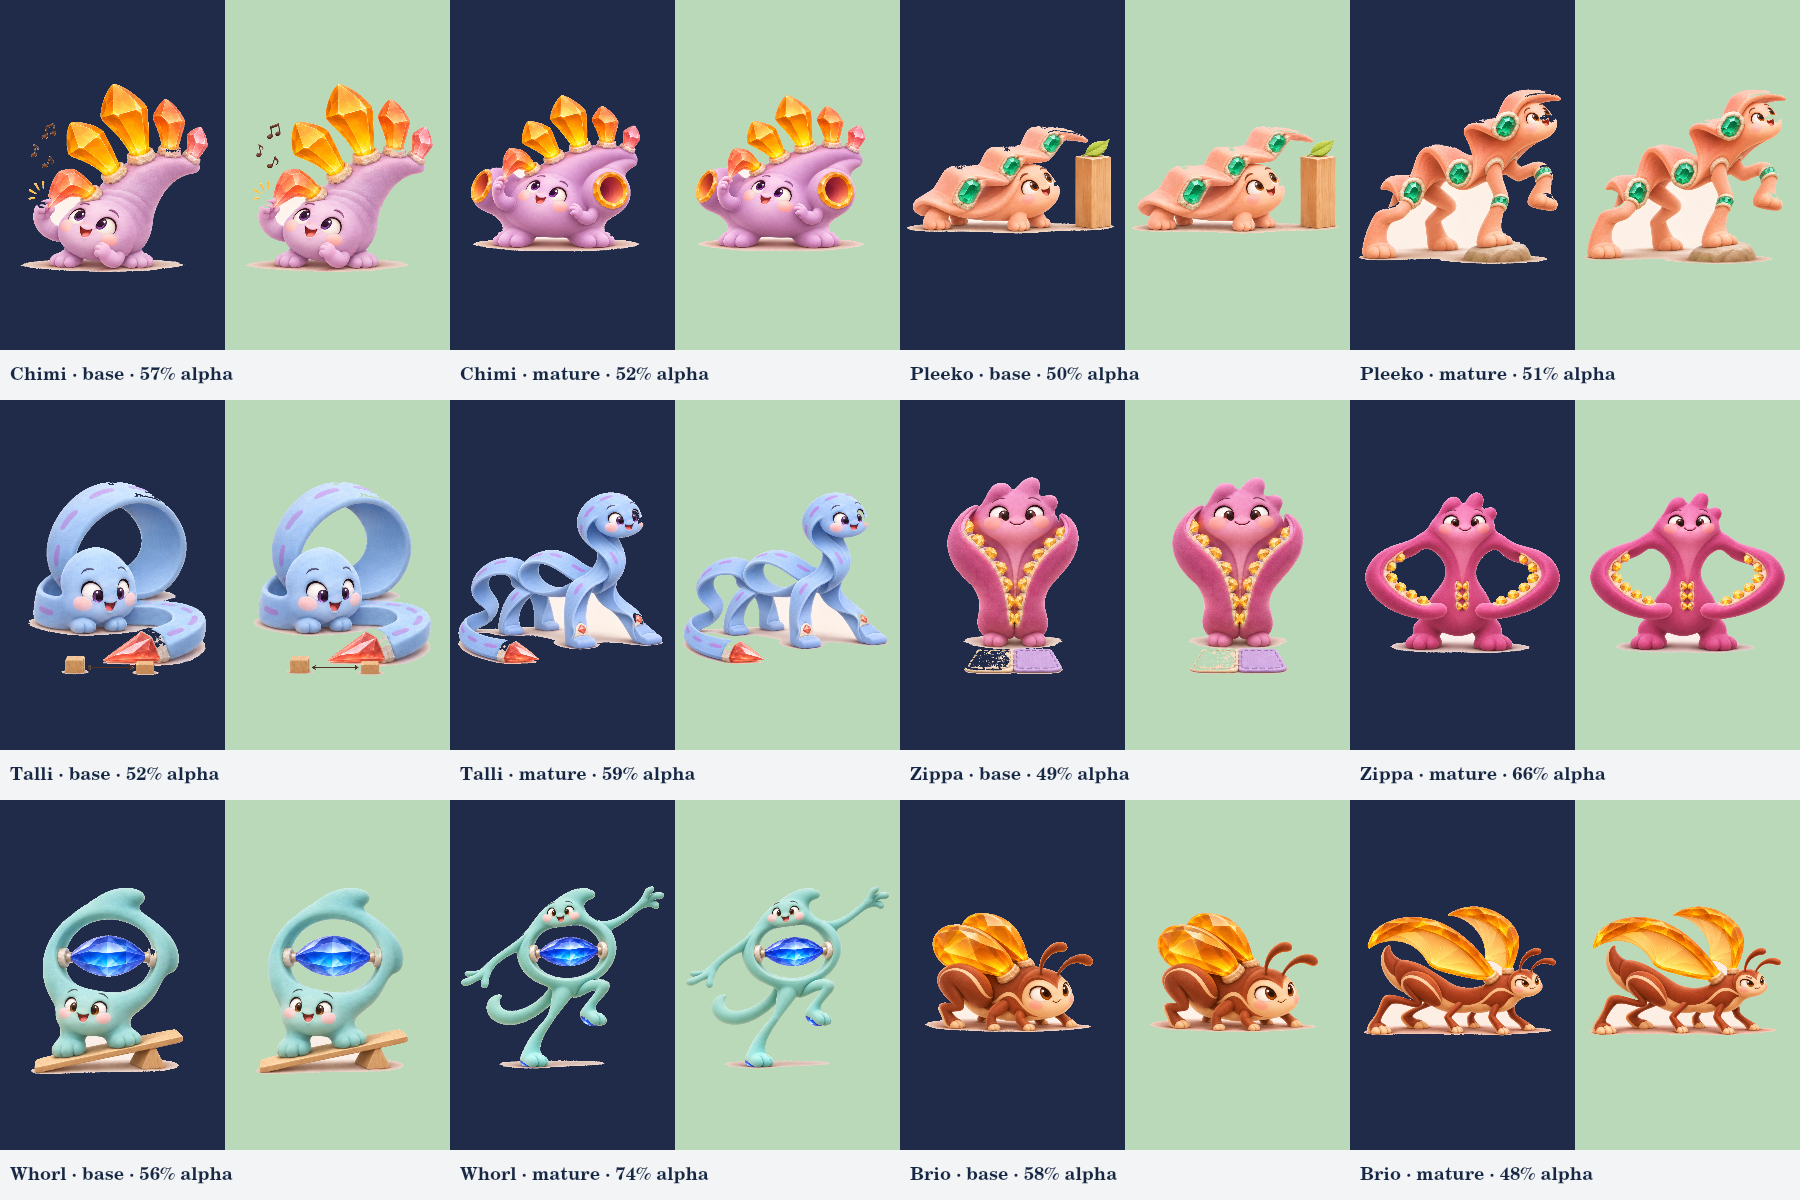 Chimi · base · 57% alpha
Chimi · mature · 52% alpha
Pleeko · base · 50% alpha
Pleeko · mature · 51% alpha
Talli · base · 52% alpha
Talli · mature · 59% alpha
Zippa · base · 49% alpha
Zippa · mature · 66% alpha
Whorl · base · 56% alpha
Whorl · mature · 74% alpha
Brio · base · 58% alpha
Brio · mature · 48% alpha